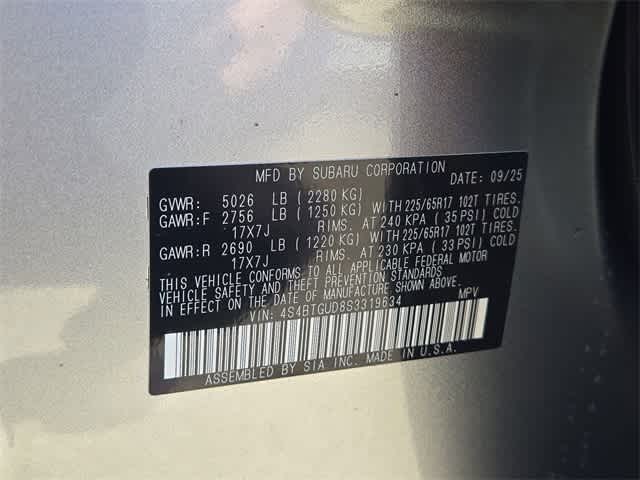 MFD BY SUBARU CORPORATION DATE: 09/25
GVWR: 5026 LB ( 2280 KG)
GAWR:F 2756 LB ( 1250 KG) WITH 225/65R17 102T TIRES.
17X7J RIMS. AT 240 KPA ( 35 PSI) COLD
GAWR:R 2690 LB ( 1220 KG) WITH 225/65R17 102T TIRES.
17X7J RIMS. AT 230 KPA ( 33 PSI) COLD
THIS VEHICLE CONFORMS TO ALL APPLICABLE FEDERAL MOTOR
VEHICLE SAFETY AND THEFT PREVENTION STANDARDS
IN EFFECT ON THE DATE OF MANUFACTURE SHOWN ABOVE.
VIN: 4S4BTGUD8S3319634 MPV
ASSEMBLED BY SIA INC. MADE IN U.S.A.